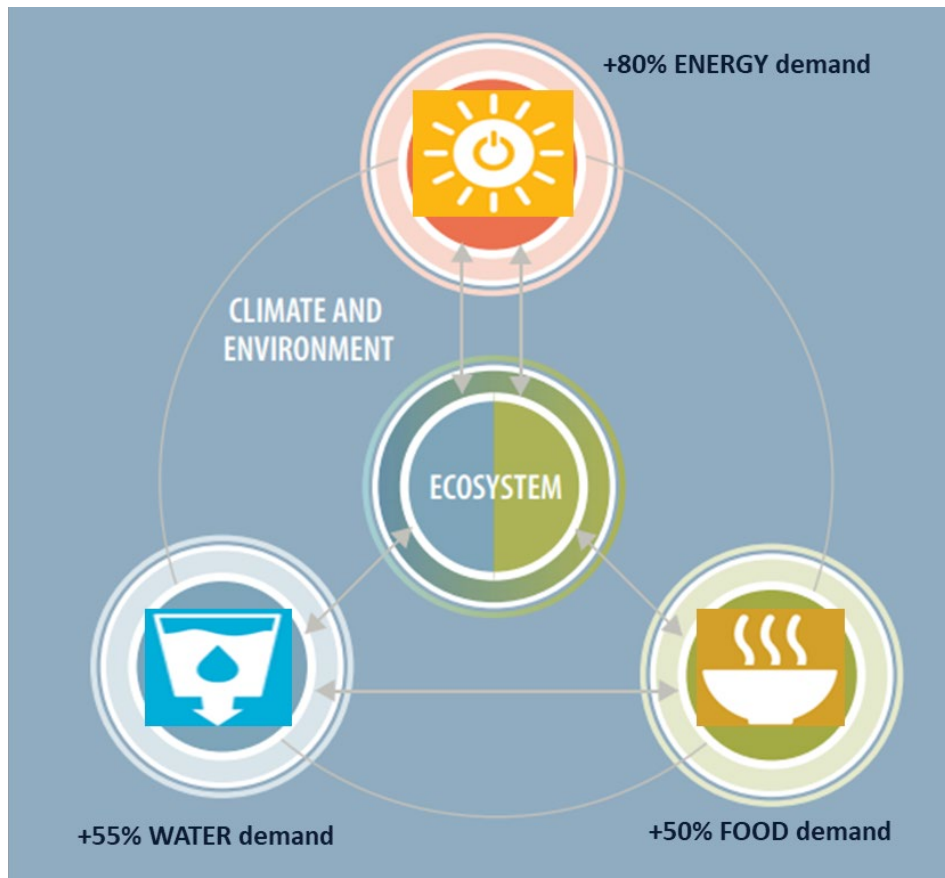 +80% ENERGY demand
CLIMATE AND
ENVIRONMENT
ECOSYSTEM
+55% WATER demand
+50% FOOD demand